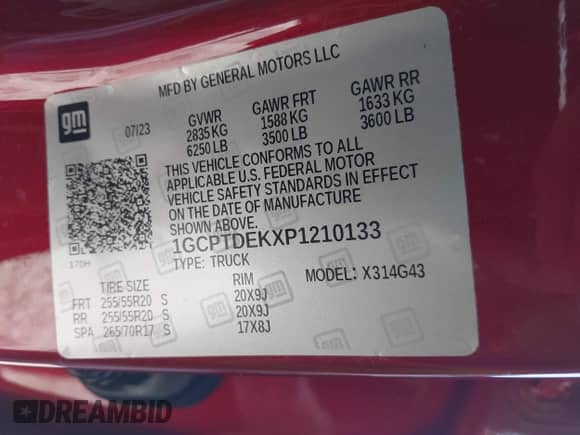 MFD BY GENERAL MOTORS LLC
gm
07/23
GVWR GAWR FRT GAWR RR
2835 KG 1588 KG 1633 KG
6250 LB 3500 LB 3600 LB
THIS VEHICLE CONFORMS TO ALL
APPLICABLE U.S. FEDERAL MOTOR
VEHICLE SAFETY STANDARDS IN EFFECT
ON THE DATE OF MANUFACTURE
SHOWN ABOVE.
1GCPTDEKXP1210133
TYPE: TRUCK MODEL: X314G43
37DH
TIRE SIZE RIM
FRT 255/55R20 S 20X9J
RR 255/55R20 S 20X9J
SPA 265/70R17 S 17X8J
DREAMBID